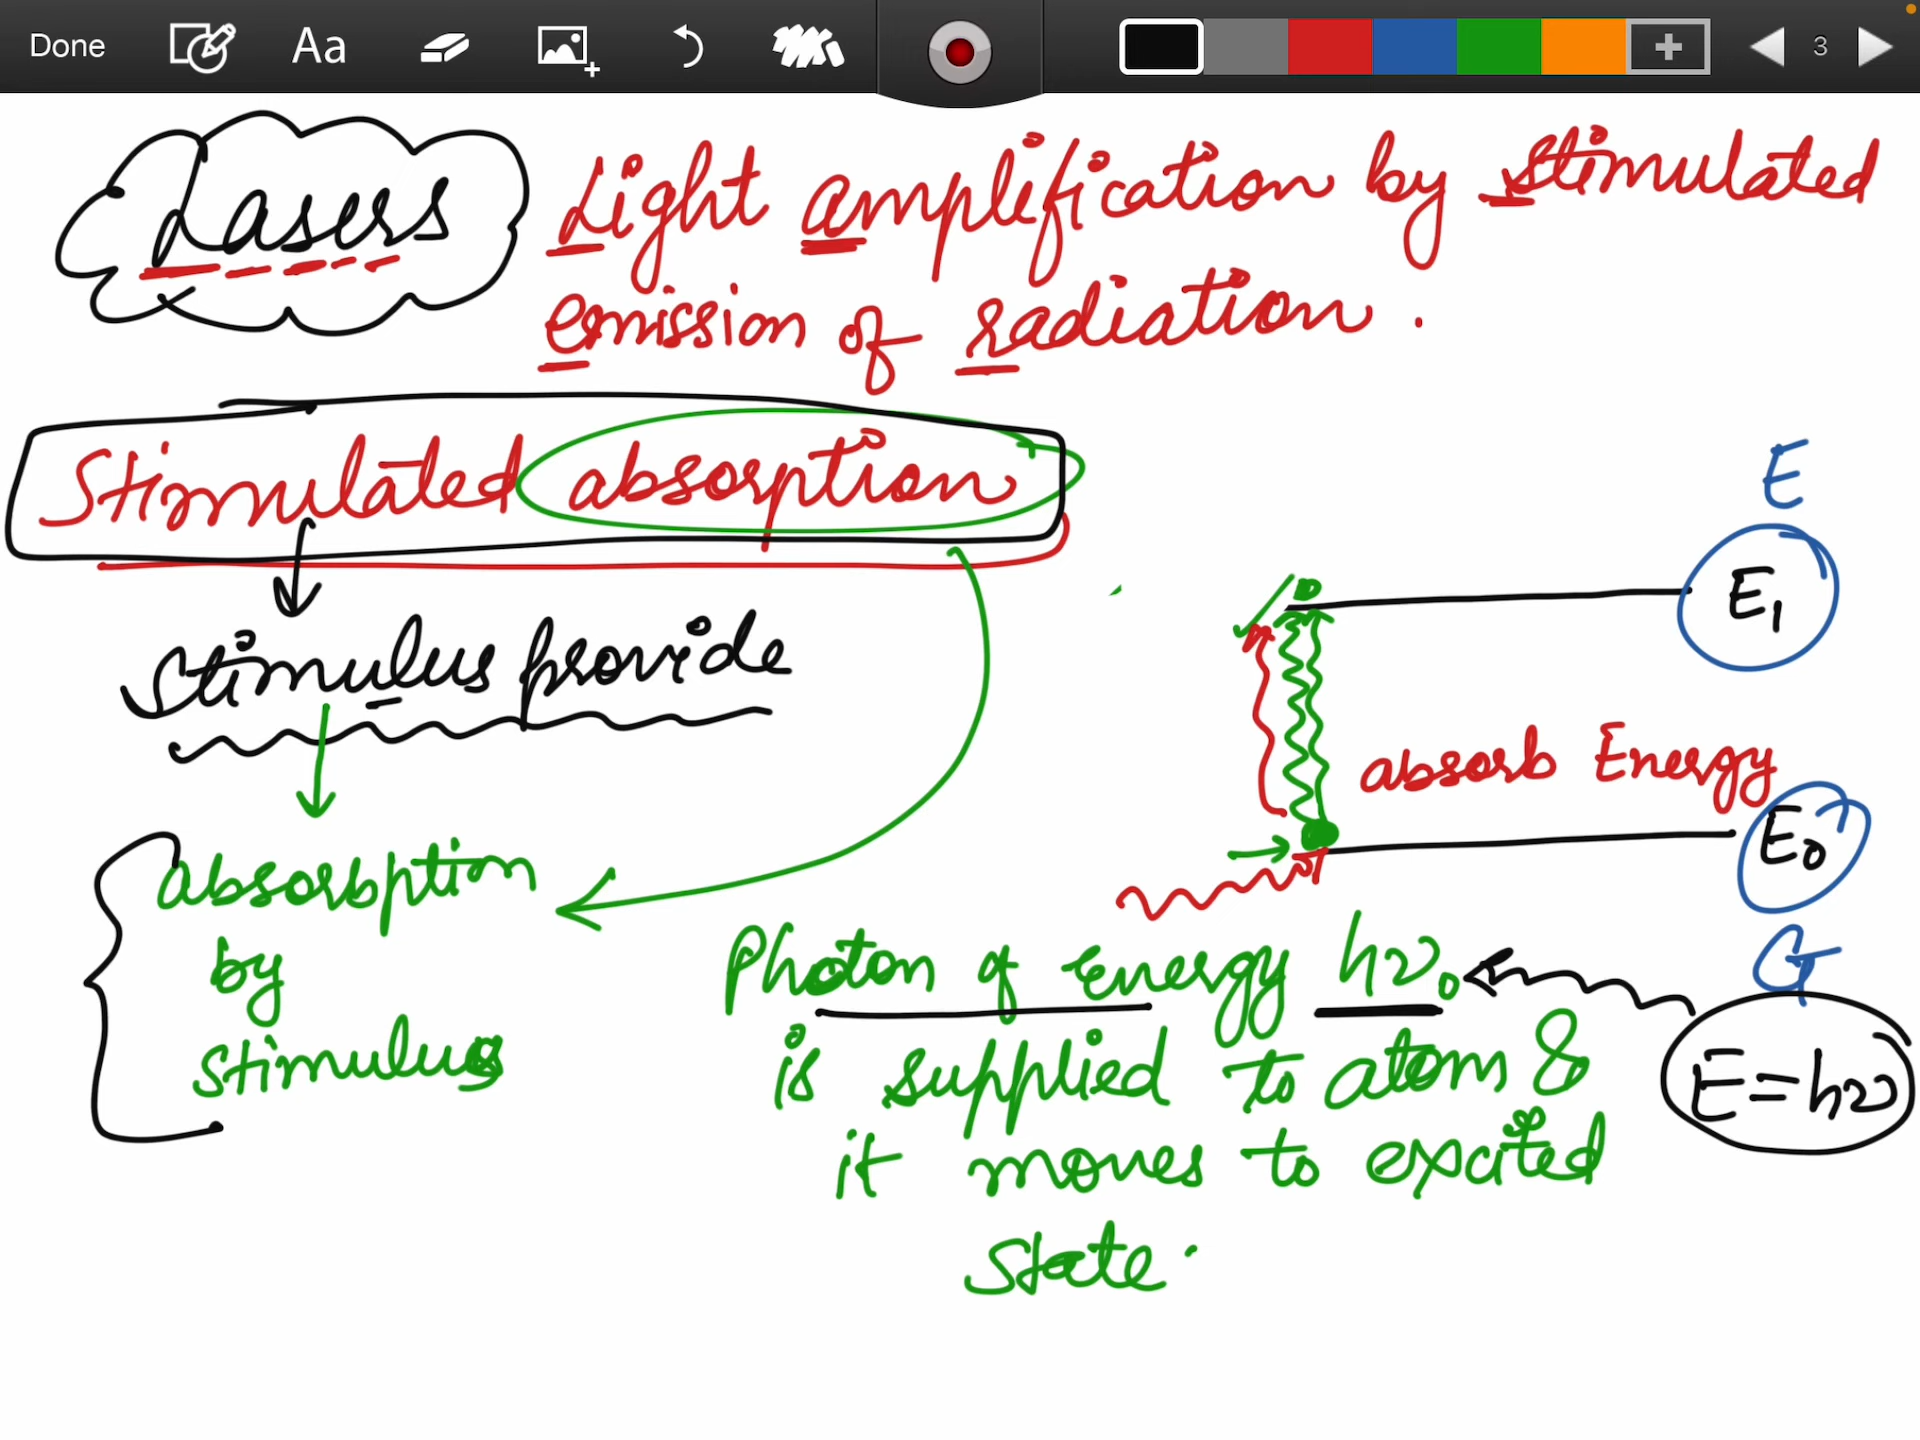 Done Aa 3
Lasers
Light amplification by stimulated
emission of radiation.
Stimulated absorption
Stimulus provide
absorbption
by
stimulus
E
E1
absorb Energy
E0
G
E=hν
Photon of energy hν0
is supplied to atom &
it moves to excited
state.